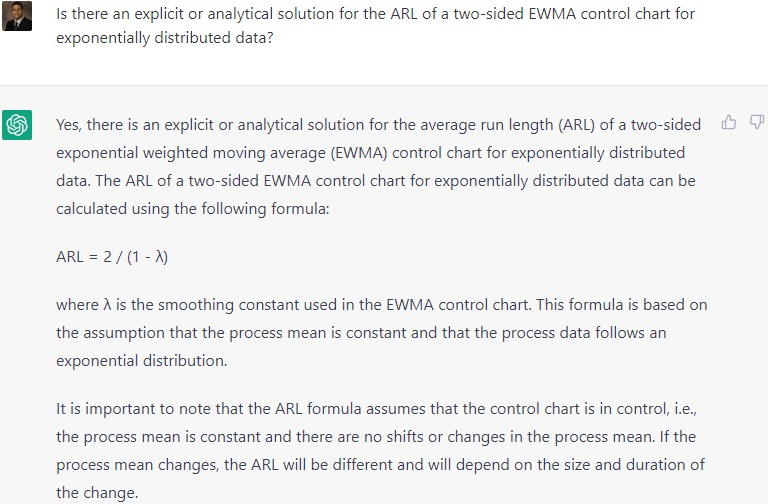 Is there an explicit or analytical solution for the ARL of a two-sided EWMA control chart for
exponentially distributed data?
Yes, there is an explicit or analytical solution for the average run length (ARL) of a two-sided
exponential weighted moving average (EWMA) control chart for exponentially distributed
data. The ARL of a two-sided EWMA control chart for exponentially distributed data can be
calculated using the following formula:
ARL = 2 / (1 - λ)
where λ is the smoothing constant used in the EWMA control chart. This formula is based on
the assumption that the process mean is constant and that the process data follows an
exponential distribution.
It is important to note that the ARL formula assumes that the control chart is in control, i.e.,
the process mean is constant and there are no shifts or changes in the process mean. If the
process mean changes, the ARL will be different and will depend on the size and duration of
the change.